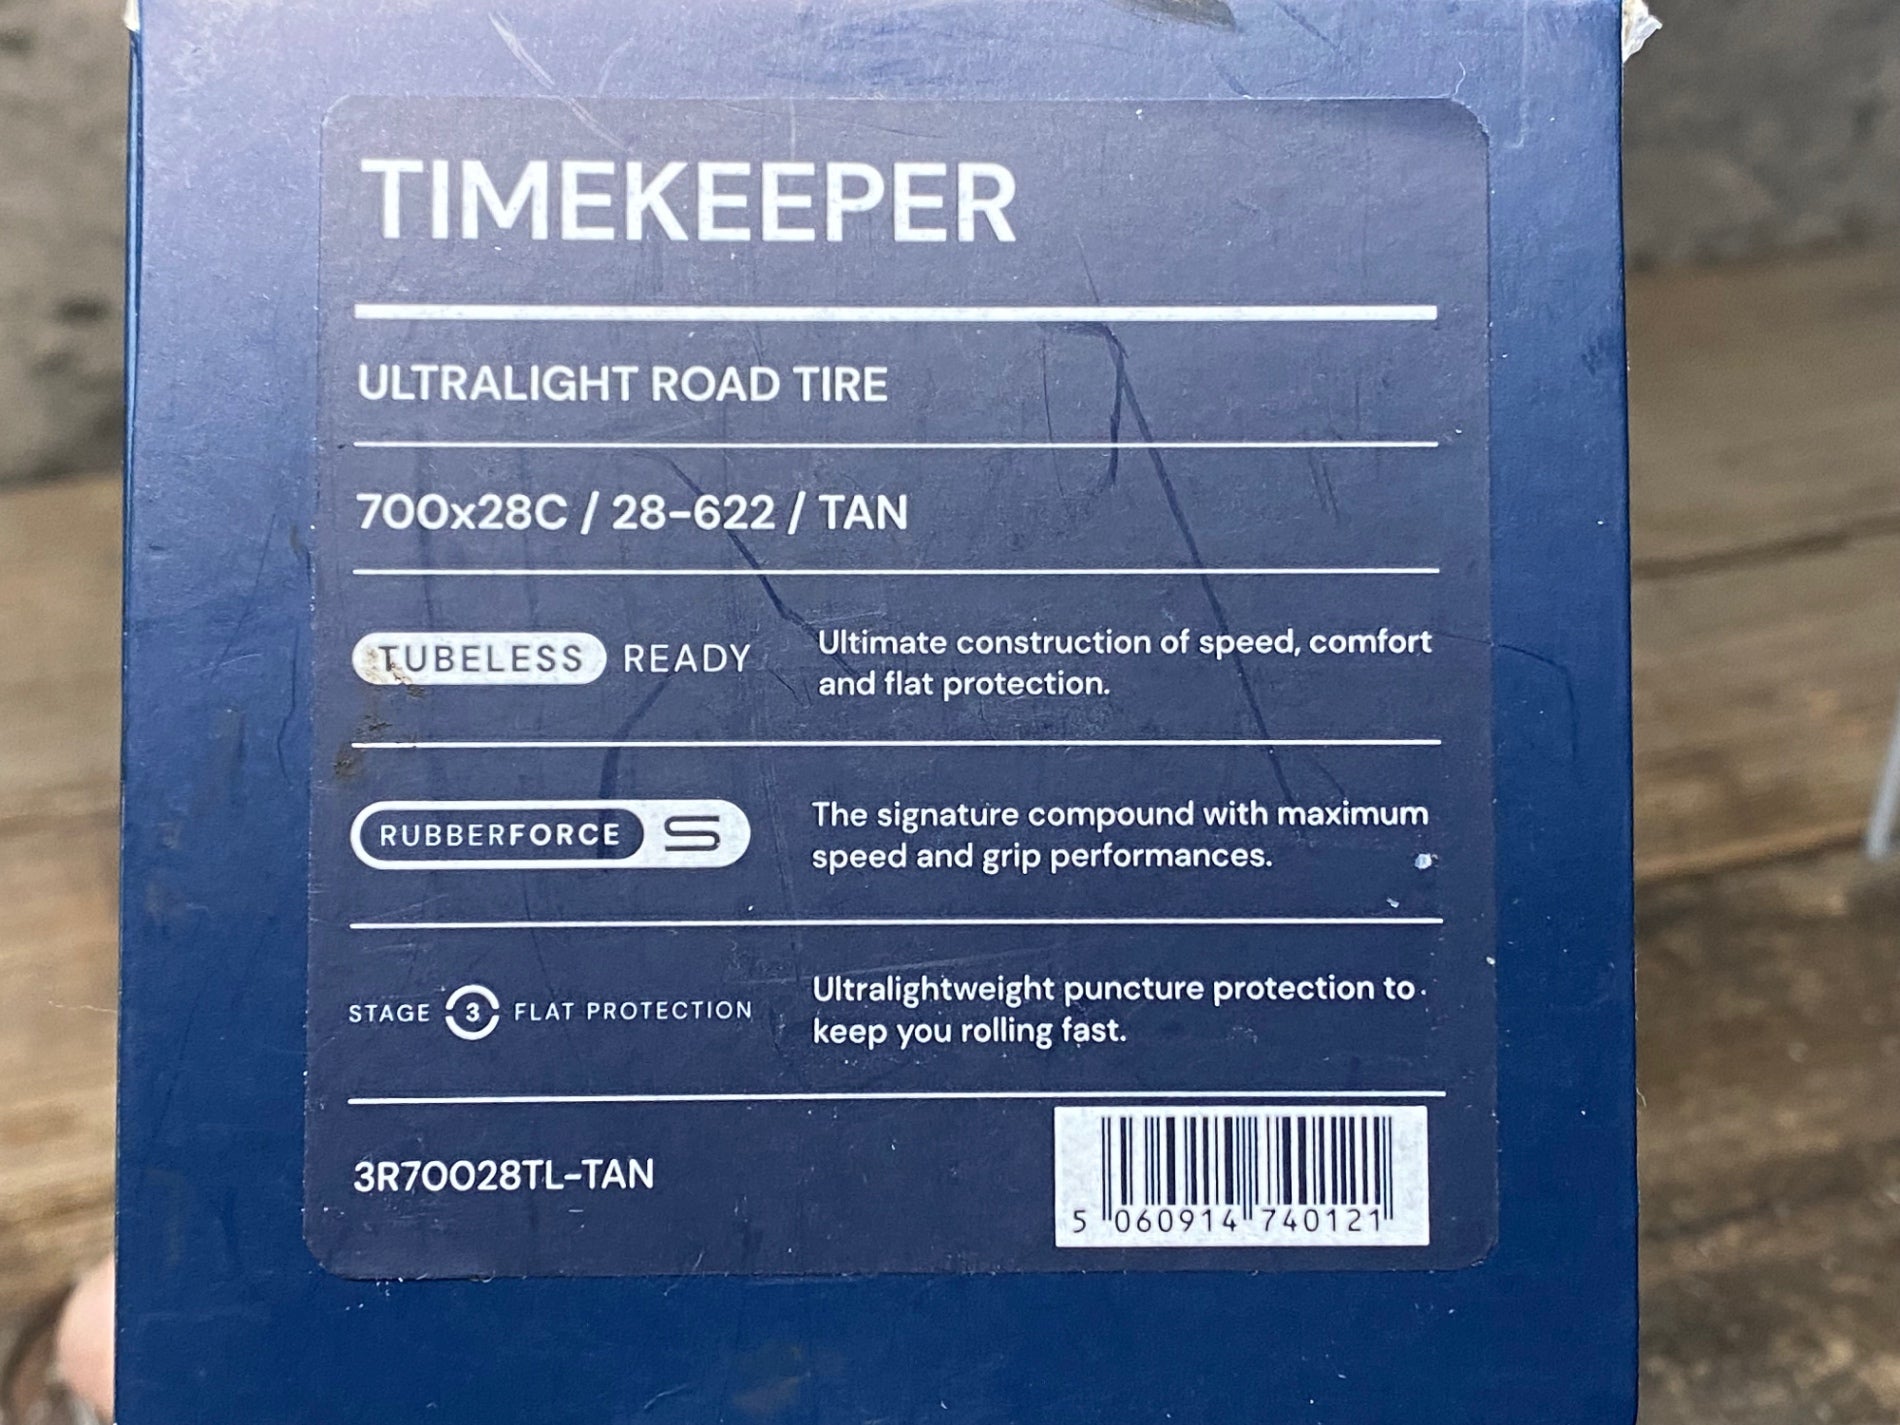 TIMEKEEPER
ULTRALIGHT ROAD TIRE
700x28C / 28-622 / TAN
TUBELESS READY
Ultimate construction of speed, comfort
and flat protection.
RUBBERFORCE S
The signature compound with maximum
speed and grip performances.
STAGE 3 FLAT PROTECTION
Ultralightweight puncture protection to
keep you rolling fast.
3R70028TL-TAN
5 060914 740121